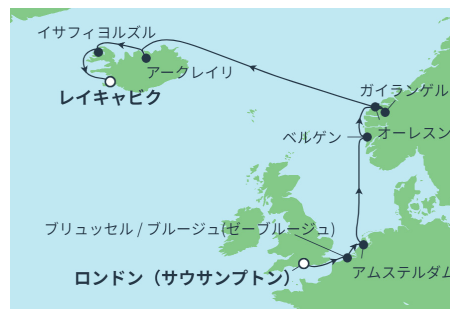 イサフィヨルズル
アークレイリ
レイキャビク
ガイランゲル
ベルゲン
オーレスン
ブリュッセル / ブルージュ(ゼーブルージュ)
ロンドン（サウサンプトン）
アムステルダム